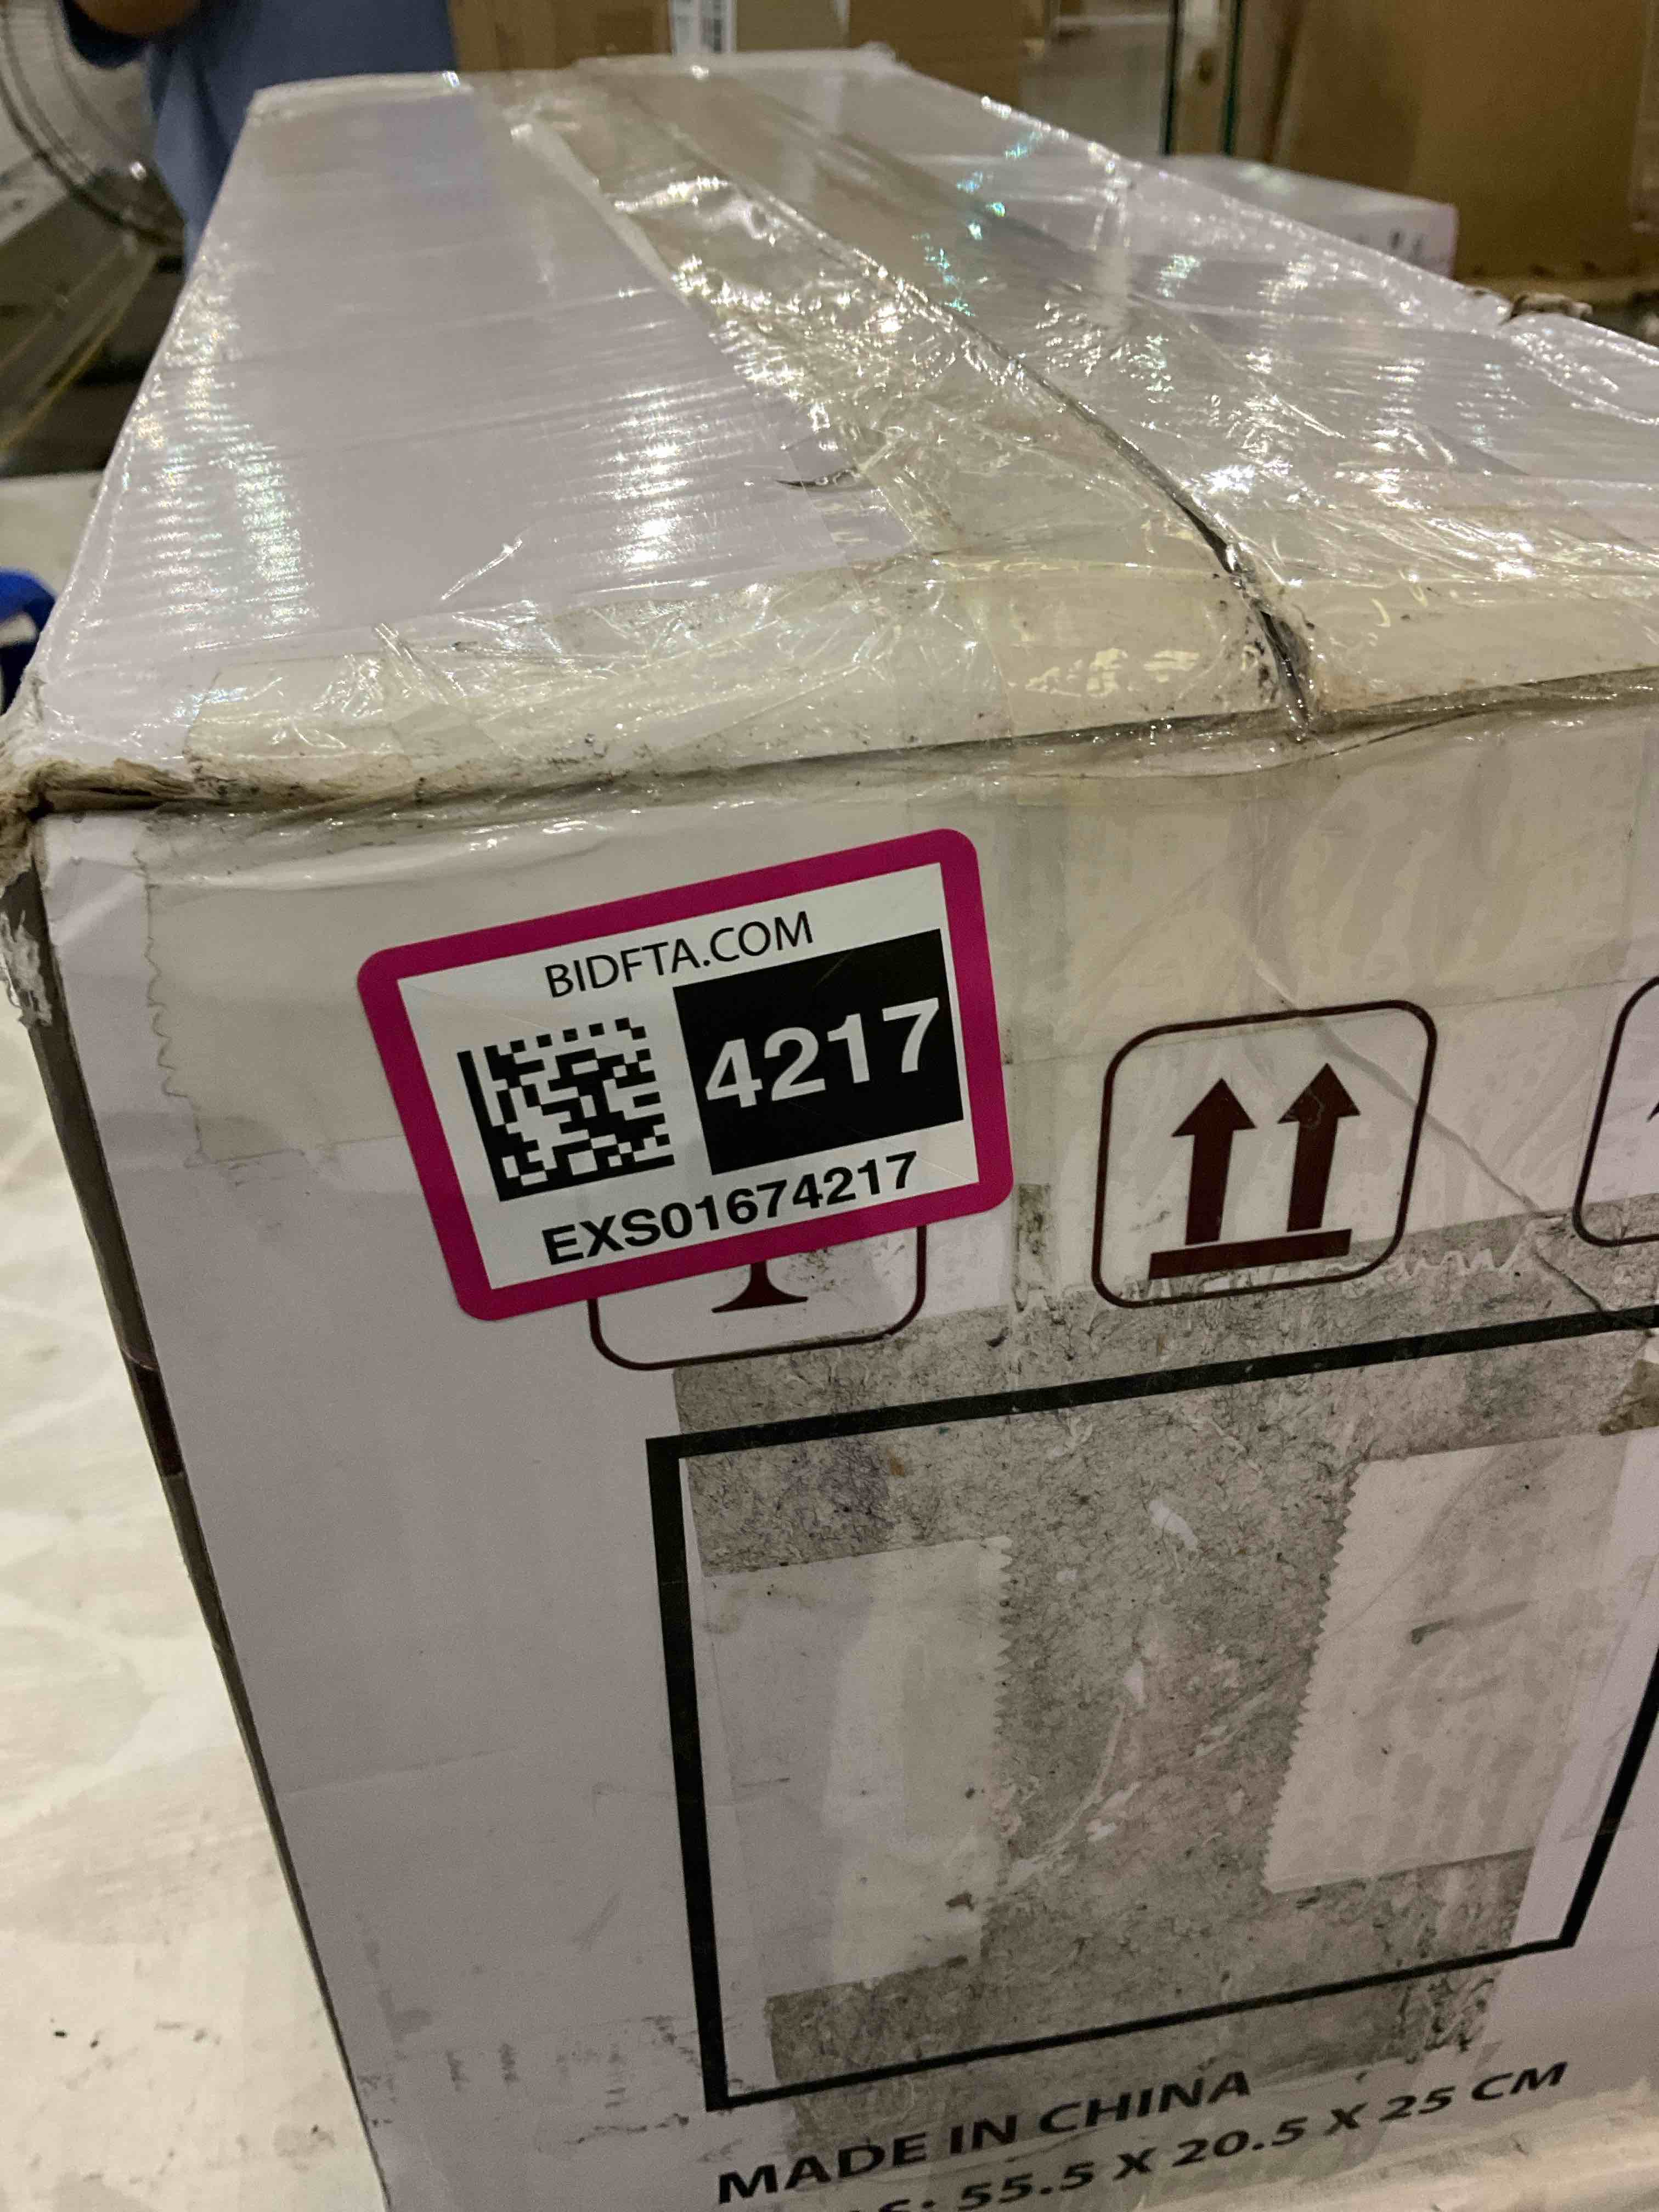 BIDFTA.COM
4217
EXS01674217
MADE IN CHINA
55.5 X 20.5 X 25 CM